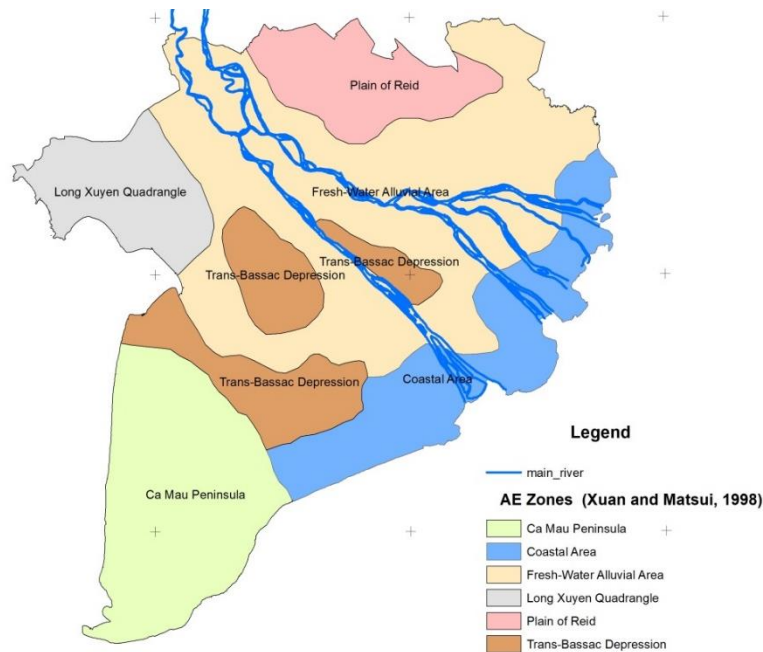 Plain of Reid
Long Xuyen Quadrangle
Fresh-Water Alluvial Area
Trans-Bassac Depression
Trans-Bassac Depression
Trans-Bassac Depression
Coastal Area
Ca Mau Peninsula
Legend
main_river
AE Zones (Xuan and Matsui, 1998)
Ca Mau Peninsula
Coastal Area
Fresh-Water Alluvial Area
Long Xuyen Quadrangle
Plain of Reid
Trans-Bassac Depression